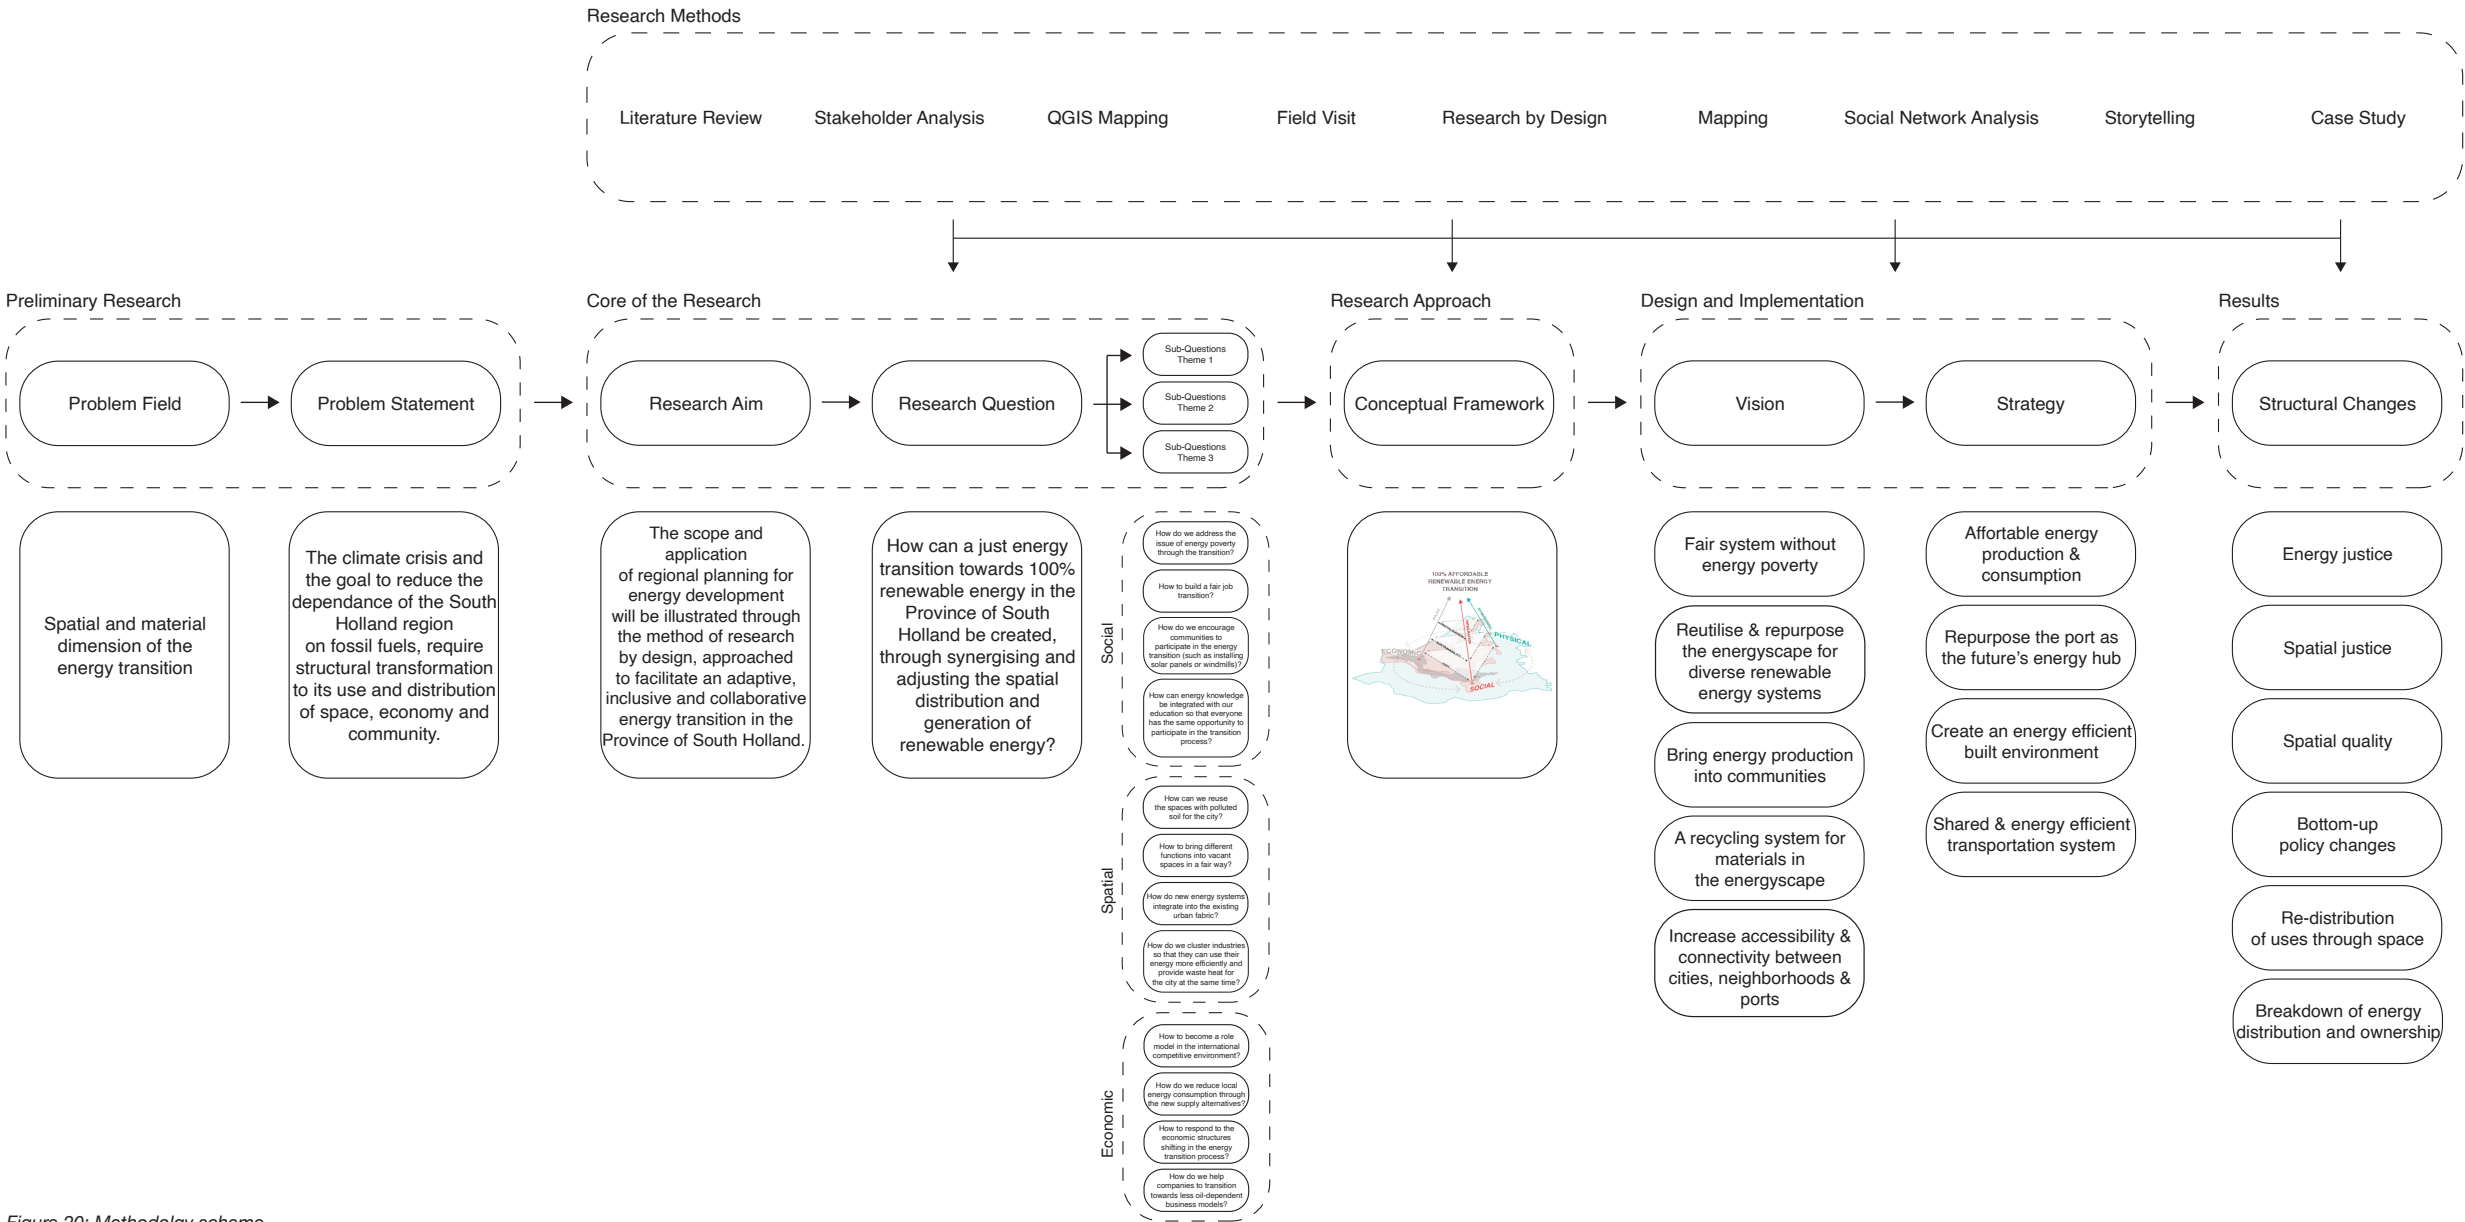 Research Methods
Literature Review
Stakeholder Analysis
QGIS Mapping
Field Visit
Research by Design
Mapping
Social Network Analysis
Storytelling
Case Study
Preliminary Research
Core of the Research
Research Approach
Design and Implementation
Results
Problem Field
Problem Statement
Research Aim
Research Question
Sub-Questions
Theme 1
Sub-Questions
Theme 2
Sub-Questions
Theme 3
Conceptual Framework
Vision
Strategy
Structural Changes
Spatial and material
dimension of the
energy transition
The climate crisis and
the goal to reduce the
dependance of the South
Holland region
on fossil fuels, require
structural transformation
to its use and distribution
of space, economy and
community.
The scope and
application
of regional planning for
energy development
will be illustrated through
the method of research
by design, approached
to facilitate an adaptive,
inclusive and collaborative
energy transition in the
Province of South Holland.
How can a just energy
transition towards 100%
renewable energy in the
Province of South
Holland be created,
through synergising and
adjusting the spatial
distribution and
generation of
renewable energy?
Social
How do we address the
issue of energy poverty
through the transition?
How to build a fair job
transition?
How do we encourage
communities to
participate in the energy
transition (such as installing
solar panels or windmills)?
How can energy knowledge
be integrated with our
education so that everyone
has the same opportunity to
participate in the transition
process?
Spatial
How can we reuse
the spaces with polluted
soil for the city?
How to bring different
functions into vacant
spaces in a fair way?
How do new energy systems
integrate into the existing
urban fabric?
How do we cluster industries
so that they can use their
energy more efficiently and
provide waste heat for
the city at the same time?
Economic
How to become a role
model in the international
competitive environment?
How do we reduce local
energy consumption through
the new supply alternatives?
How to respond to the
economic structures
shifting in the energy
transition process?
How do we help
companies to transition
towards less oil-dependent
business models?
100% AFFORDABLE
RENEWABLE ENERGY
TRANSITION
ECONOMIC
PHYSICAL
SOCIAL
Fair system without
energy poverty
Reutilise & repurpose
the energyscape for
diverse renewable
energy systems
Bring energy production
into communities
A recycling system for
materials in
the energyscape
Increase accessibility &
connectivity between
cities, neighborhoods &
ports
Affortable energy
production &
consumption
Repurpose the port as
the future's energy hub
Create an energy efficient
built environment
Shared & energy efficient
transportation system
Energy justice
Spatial justice
Spatial quality
Bottom-up
policy changes
Re-distribution
of uses through space
Breakdown of energy
distribution and ownership
Figure 20: Methodolgy scheme